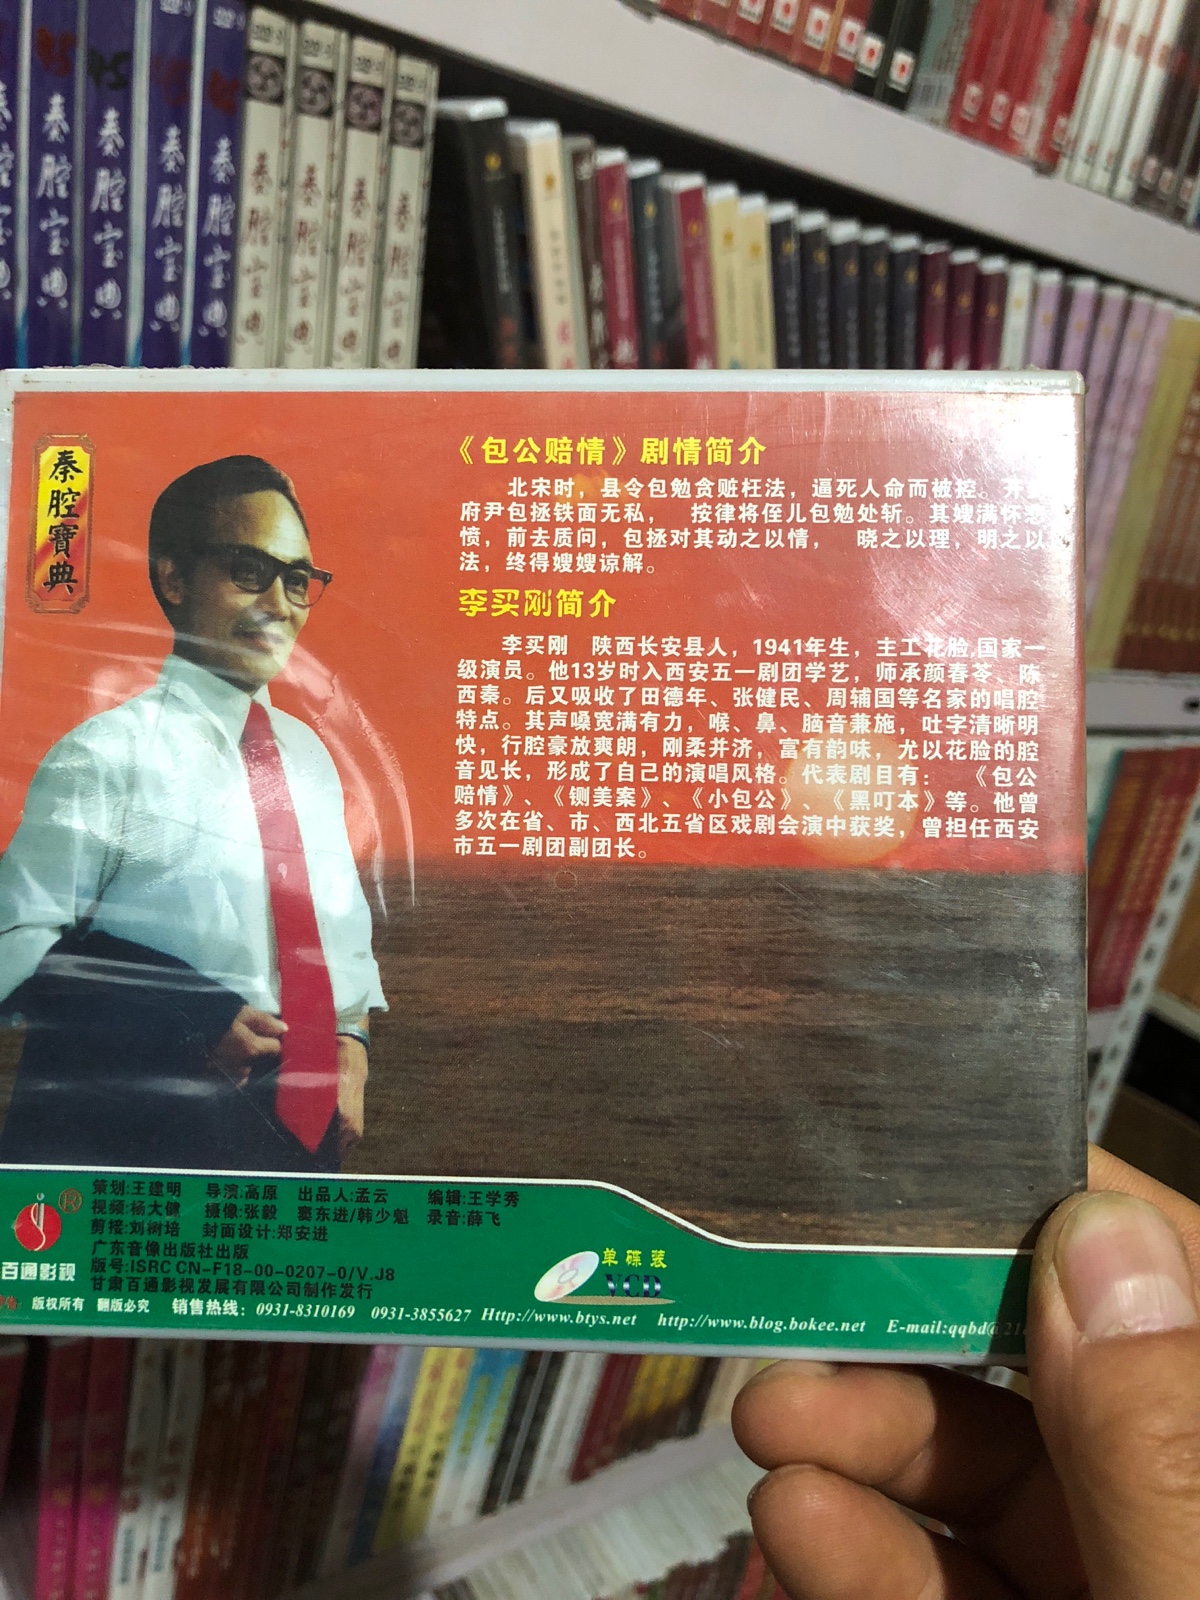 秦腔宝典
秦腔宝典
秦腔宝典
秦腔宝典
秦腔宝典
秦腔宝典
秦腔宝典
秦腔宝典
秦腔寶典
《包公赔情》剧情简介
北宋时，县令包勉贪赃枉法，逼死人命而被控。开封
府尹包拯铁面无私， 按律将侄儿包勉处斩。其嫂满怀悲
愤，前去质问，包拯对其动之以情， 晓之以理，明之以
法，终得嫂嫂谅解。
李买刚简介
李买刚 陕西长安县人，1941年生，主工花脸,国家一
级演员。他13岁时入西安五一剧团学艺，师承颜春苓、陈
西秦。后又吸收了田德年、张健民、周辅国等名家的唱腔
特点。其声嗓宽满有力，喉、鼻、脑音兼施，吐字清晰明
快，行腔豪放爽朗，刚柔并济，富有韵味，尤以花脸的腔
音见长，形成了自己的演唱风格。代表剧目有： 《包公
赔情》、《铡美案》、《小包公》、《黑叮本》等。他曾
多次在省、市、西北五省区戏剧会演中获奖，曾担任西安
市五一剧团副团长。
策划:王建明 导演:高原 出品人:孟云 编辑:王学秀
视频:杨大健 摄像:张毅 窦东进/韩少魁 录音:薛飞
剪接:刘树培 封面设计:郑安进
广东音像出版社出版
版号:ISRC CN-F18-00-0207-0/V.J8
甘肃百通影视发展有限公司制作发行
®
百通影视
单碟装
VCD
版权所有 翻版必究 销售热线：0931-8310169 0931-3855627 Http://www.btys.net http://www.blog.bokee.net E-mail:qqbd@